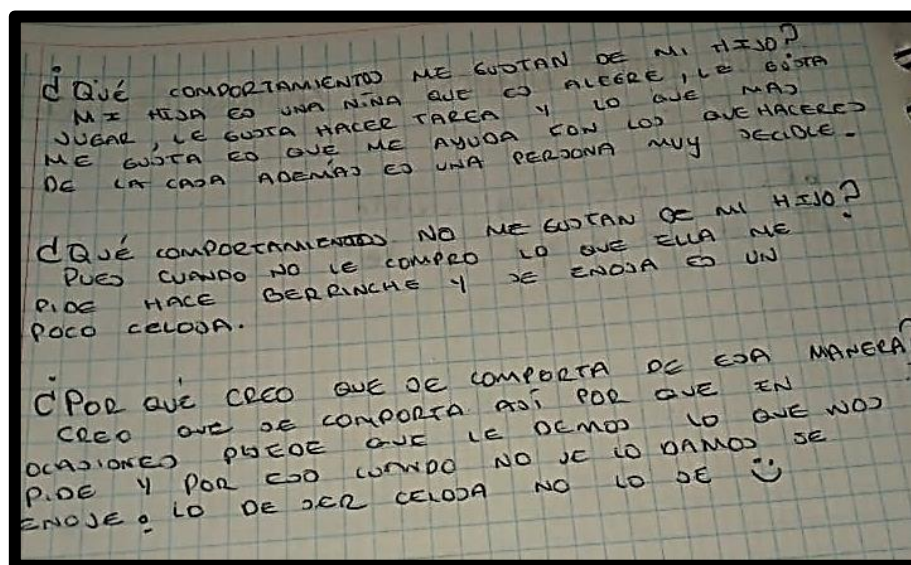 ¿QUÉ COMPORTAMIENTOS ME GUSTAN DE MI HIJO?
MI HIJA ES UNA NIÑA QUE ES ALEGRE, LE GUSTA
JUGAR, LE GUSTA HACER TAREA Y LO QUE MAS
ME GUSTA ES QUE ME AYUDA CON LOS QUEHACERES
DE LA CASA ADEMÁS ES UNA PERSONA MUY SECIBLE.
¿QUÉ COMPORTAMIENTOS NO ME GUSTAN DE MI HIJO?
PUES CUANDO NO LE COMPRO LO QUE ELLA ME
PIDE HACE BERRINCHE Y SE ENOJA ES UN
POCO CELOSA.
¿POR QUÉ CREO QUE SE COMPORTA DE ESA MANERA?
CREO QUE SE COMPORTA ASÍ POR QUE EN
OCASIONES PUEDE QUE LE DEMOS LO QUE NOS
PIDE Y POR ESO CUANDO NO SE LO DAMOS SE
ENOJE. LO DE SER CELOSA NO LO SE